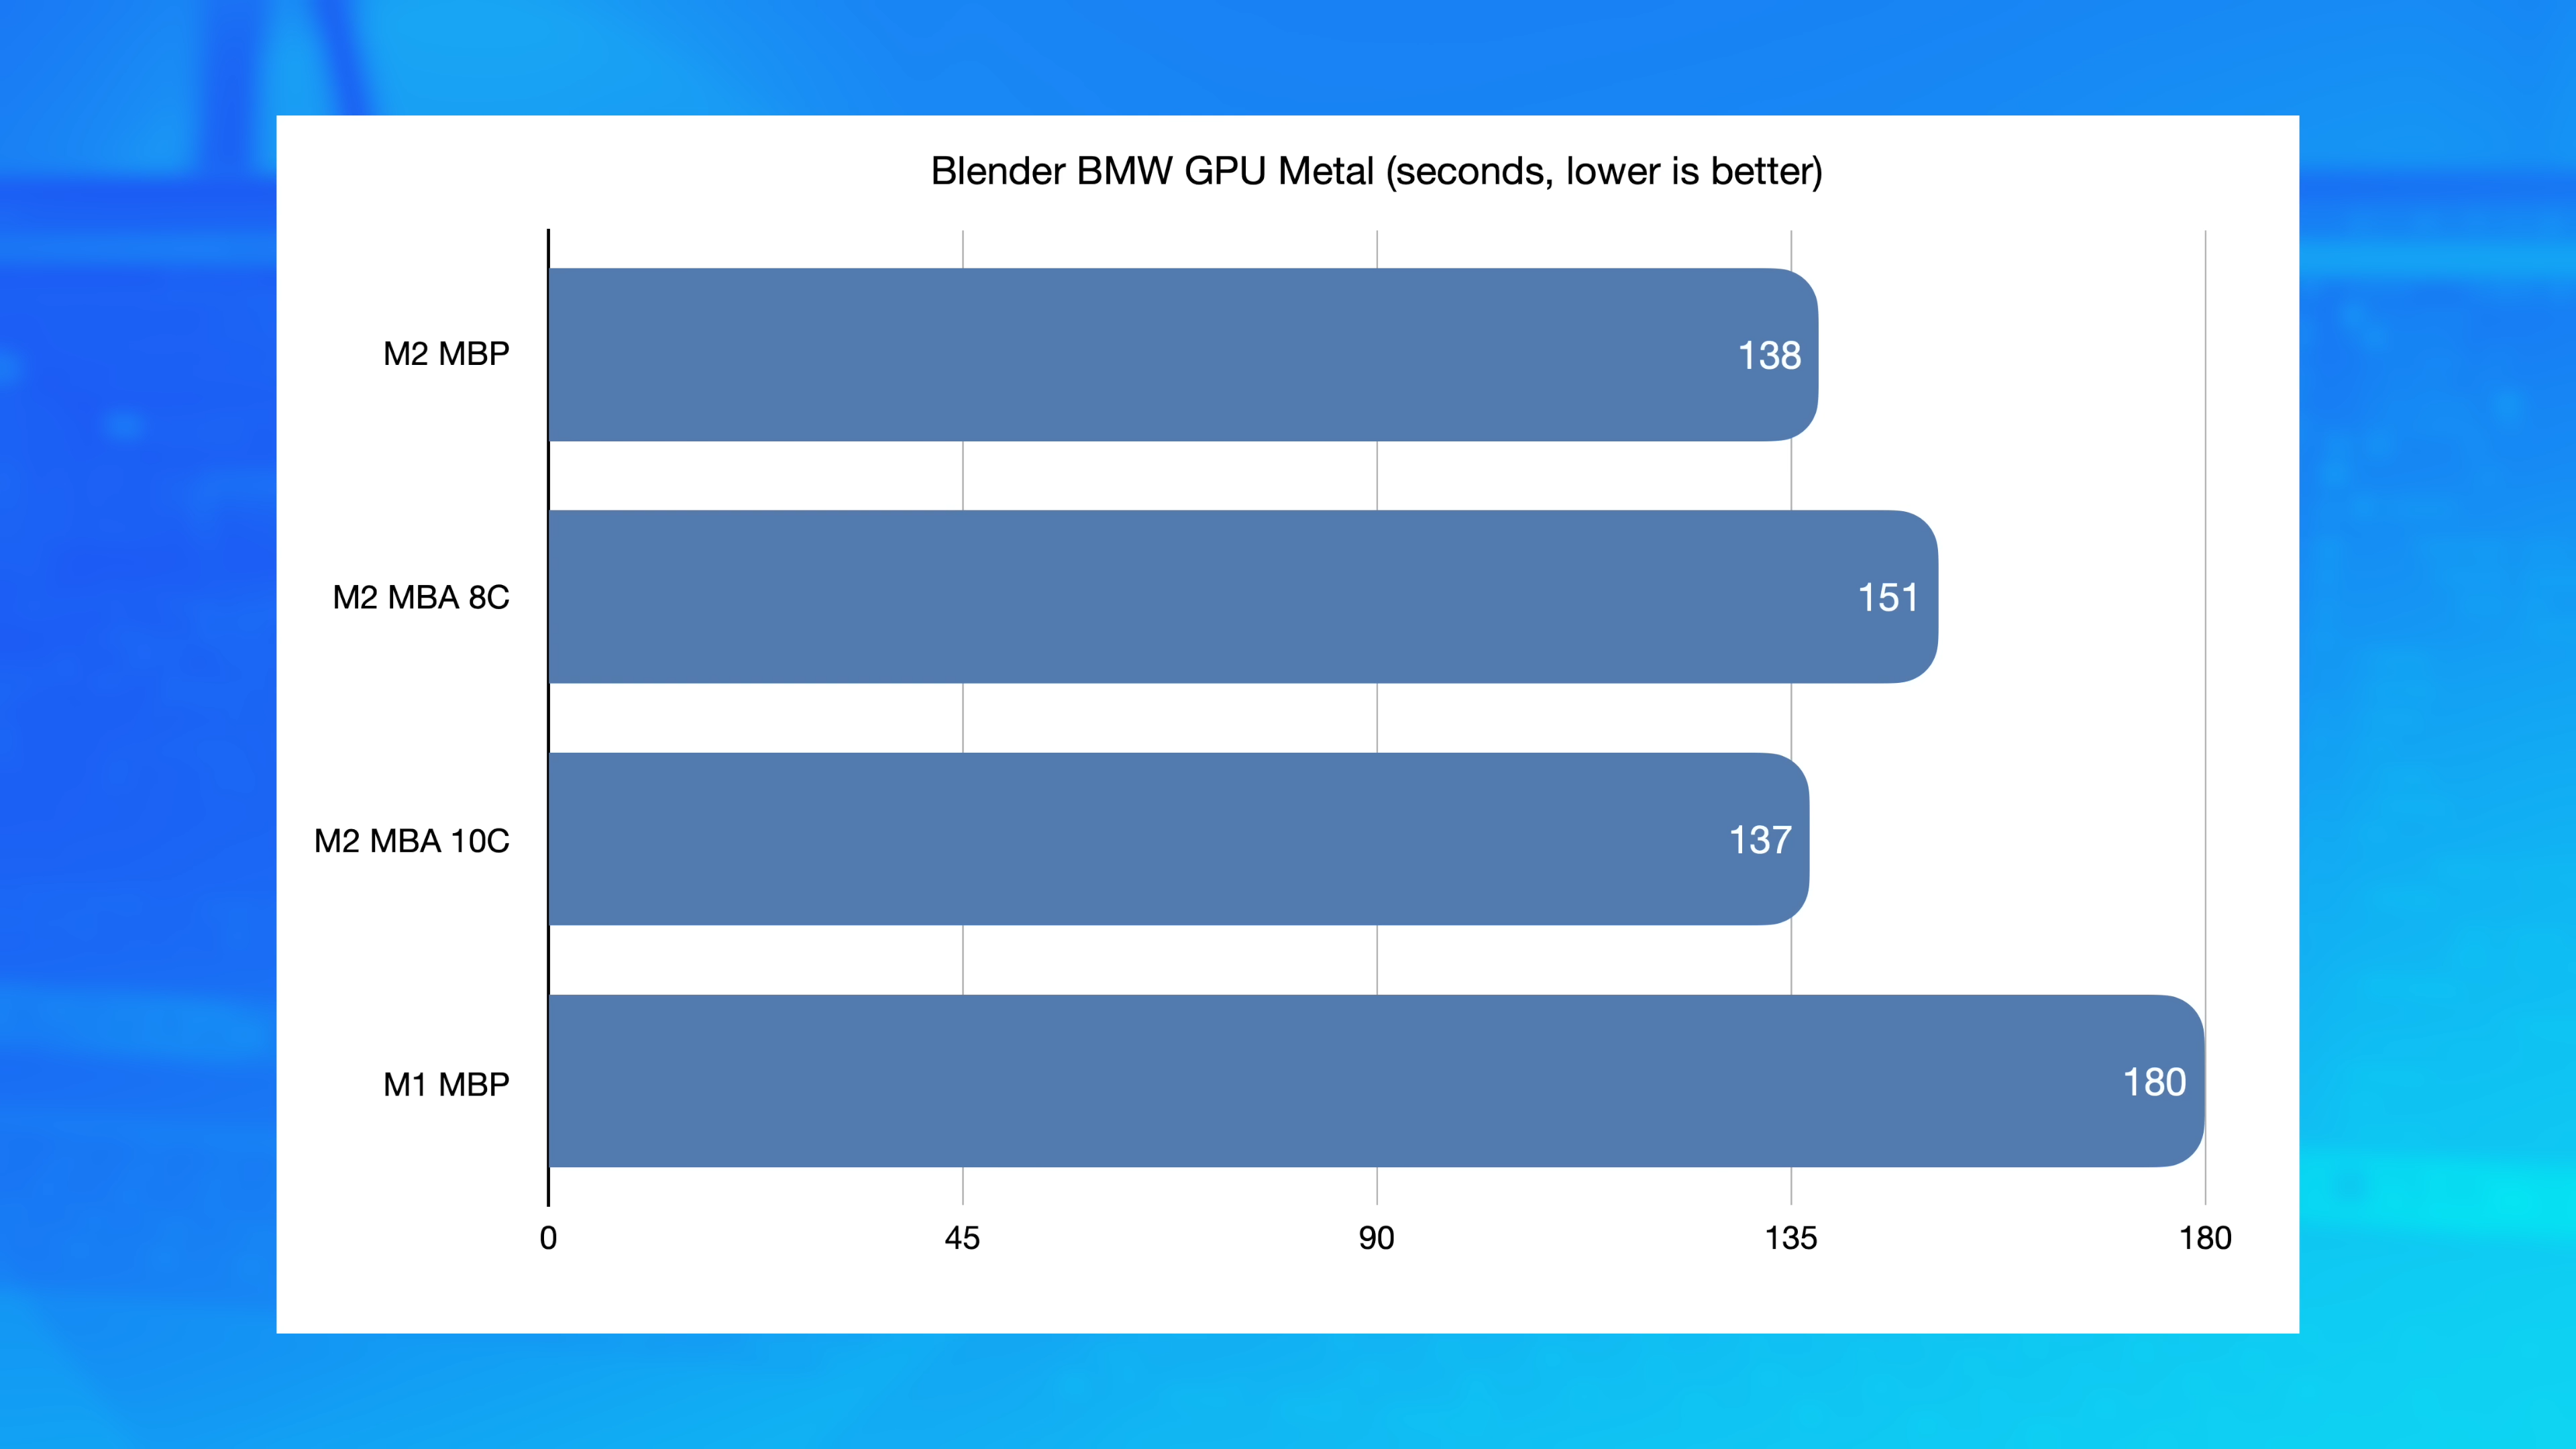 Blender BMW GPU Metal (seconds, lower is better)
M2 MBP
138
M2 MBA 8C
151
M2 MBA 10C
137
M1 MBP
180
0 45 90 135 180